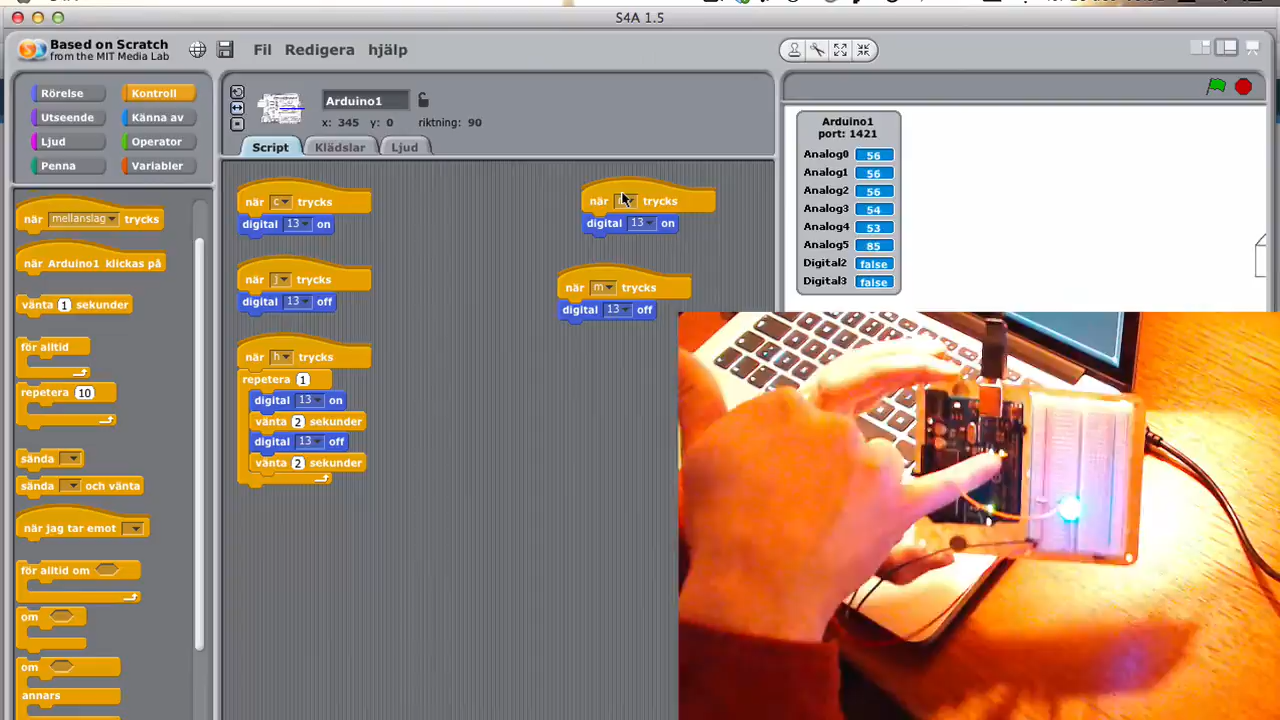 S4A 1.5
Based on Scratch
from the MIT Media Lab
Fil Redigera hjälp
Rörelse Kontroll
Utseende Känna av
Ljud Operator
Penna Variabler
Arduino1
x: 345 y: 0 riktning: 90
Script Klädslar Ljud
när mellanslag trycks
när Arduino1 klickas på
vänta 1 sekunder
för alltid
repetera 10
sända
sända och vänta
när jag tar emot
för alltid om
om
om
annars
när c trycks
digital 13 on
när j trycks
digital 13 off
när h trycks
repetera 1
digital 13 on
vänta 2 sekunder
digital 13 off
vänta 2 sekunder
när trycks
digital 13 on
när m trycks
digital 13 off
Arduino1
port: 1421
Analog0 56
Analog1 56
Analog2 56
Analog3 54
Analog4 53
Analog5 85
Digital2 false
Digital3 false